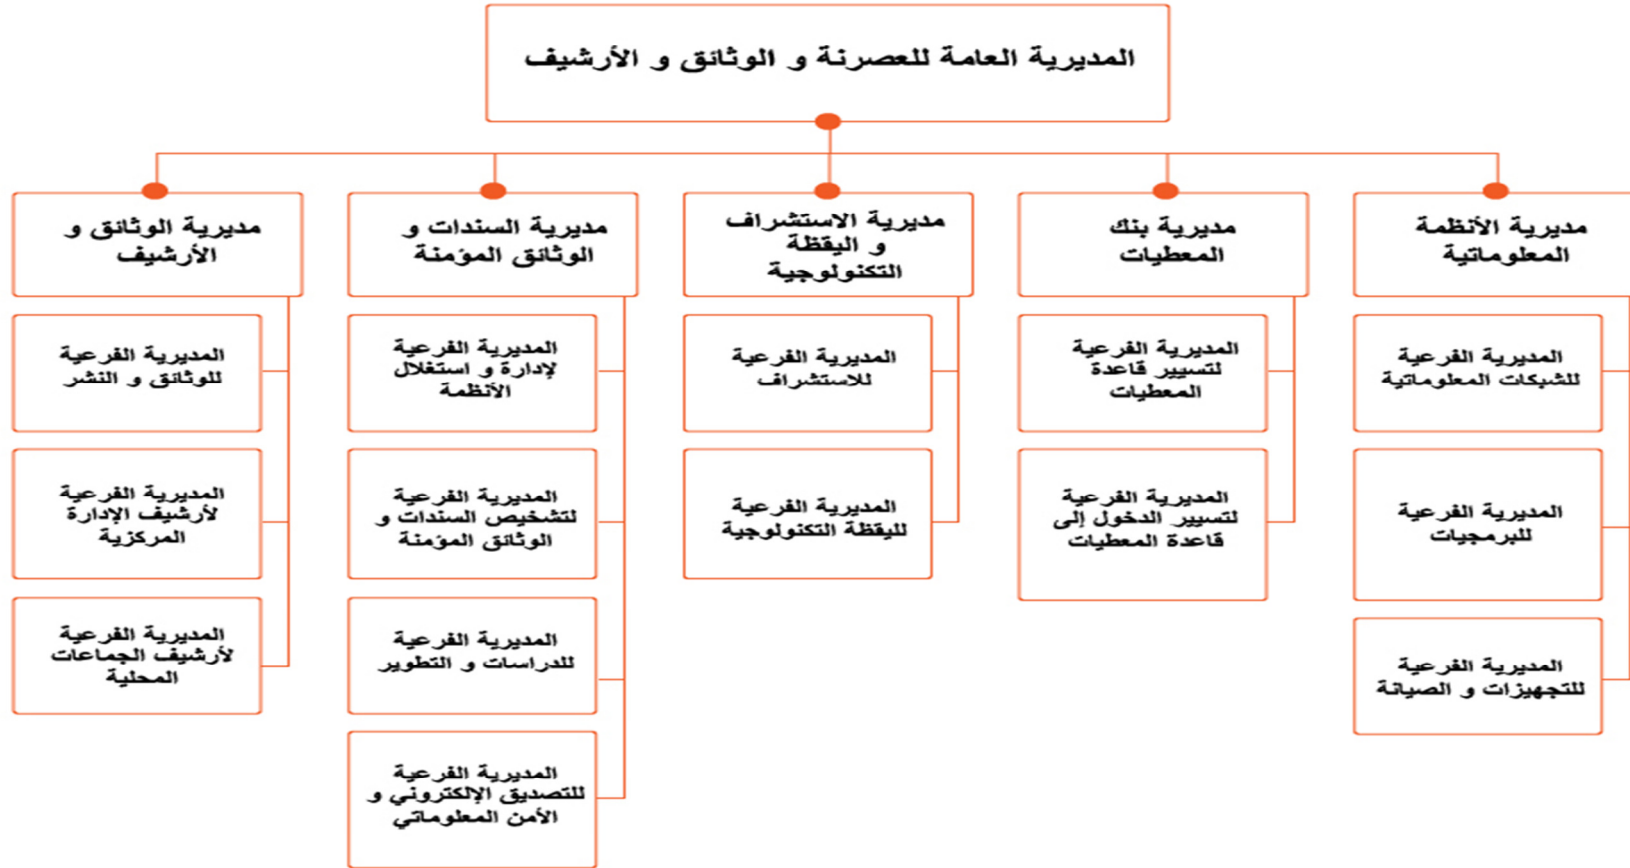 المديرية العامة للعصرنة و الوثائق و الأرشيف
مديرية الأنظمة
المعلوماتية
المديرية الفرعية
للشبكات المعلوماتية
المديرية الفرعية
للبرمجيات
المديرية الفرعية
للتجهيزات و الصيانة
مديرية بنك
المعطيات
المديرية الفرعية
لتسيير قاعدة
المعطيات
المديرية الفرعية
لتسيير الدخول إلى
قاعدة المعطيات
مديرية الاستشراف
و اليقظة
التكنولوجية
المديرية الفرعية
للاستشراف
المديرية الفرعية
لليقظة التكنولوجية
مديرية السندات و
الوثائق المؤمنة
المديرية الفرعية
لإدارة و استغلال
الأنظمة
المديرية الفرعية
لتشخيص السندات و
الوثائق المؤمنة
المديرية الفرعية
للدراسات و التطوير
المديرية الفرعية
للتصديق الإلكتروني و
الأمن المعلوماتي
مديرية الوثائق و
الأرشيف
المديرية الفرعية
للوثائق و النشر
المديرية الفرعية
لأرشيف الإدارة
المركزية
المديرية الفرعية
لأرشيف الجماعات
المحلية